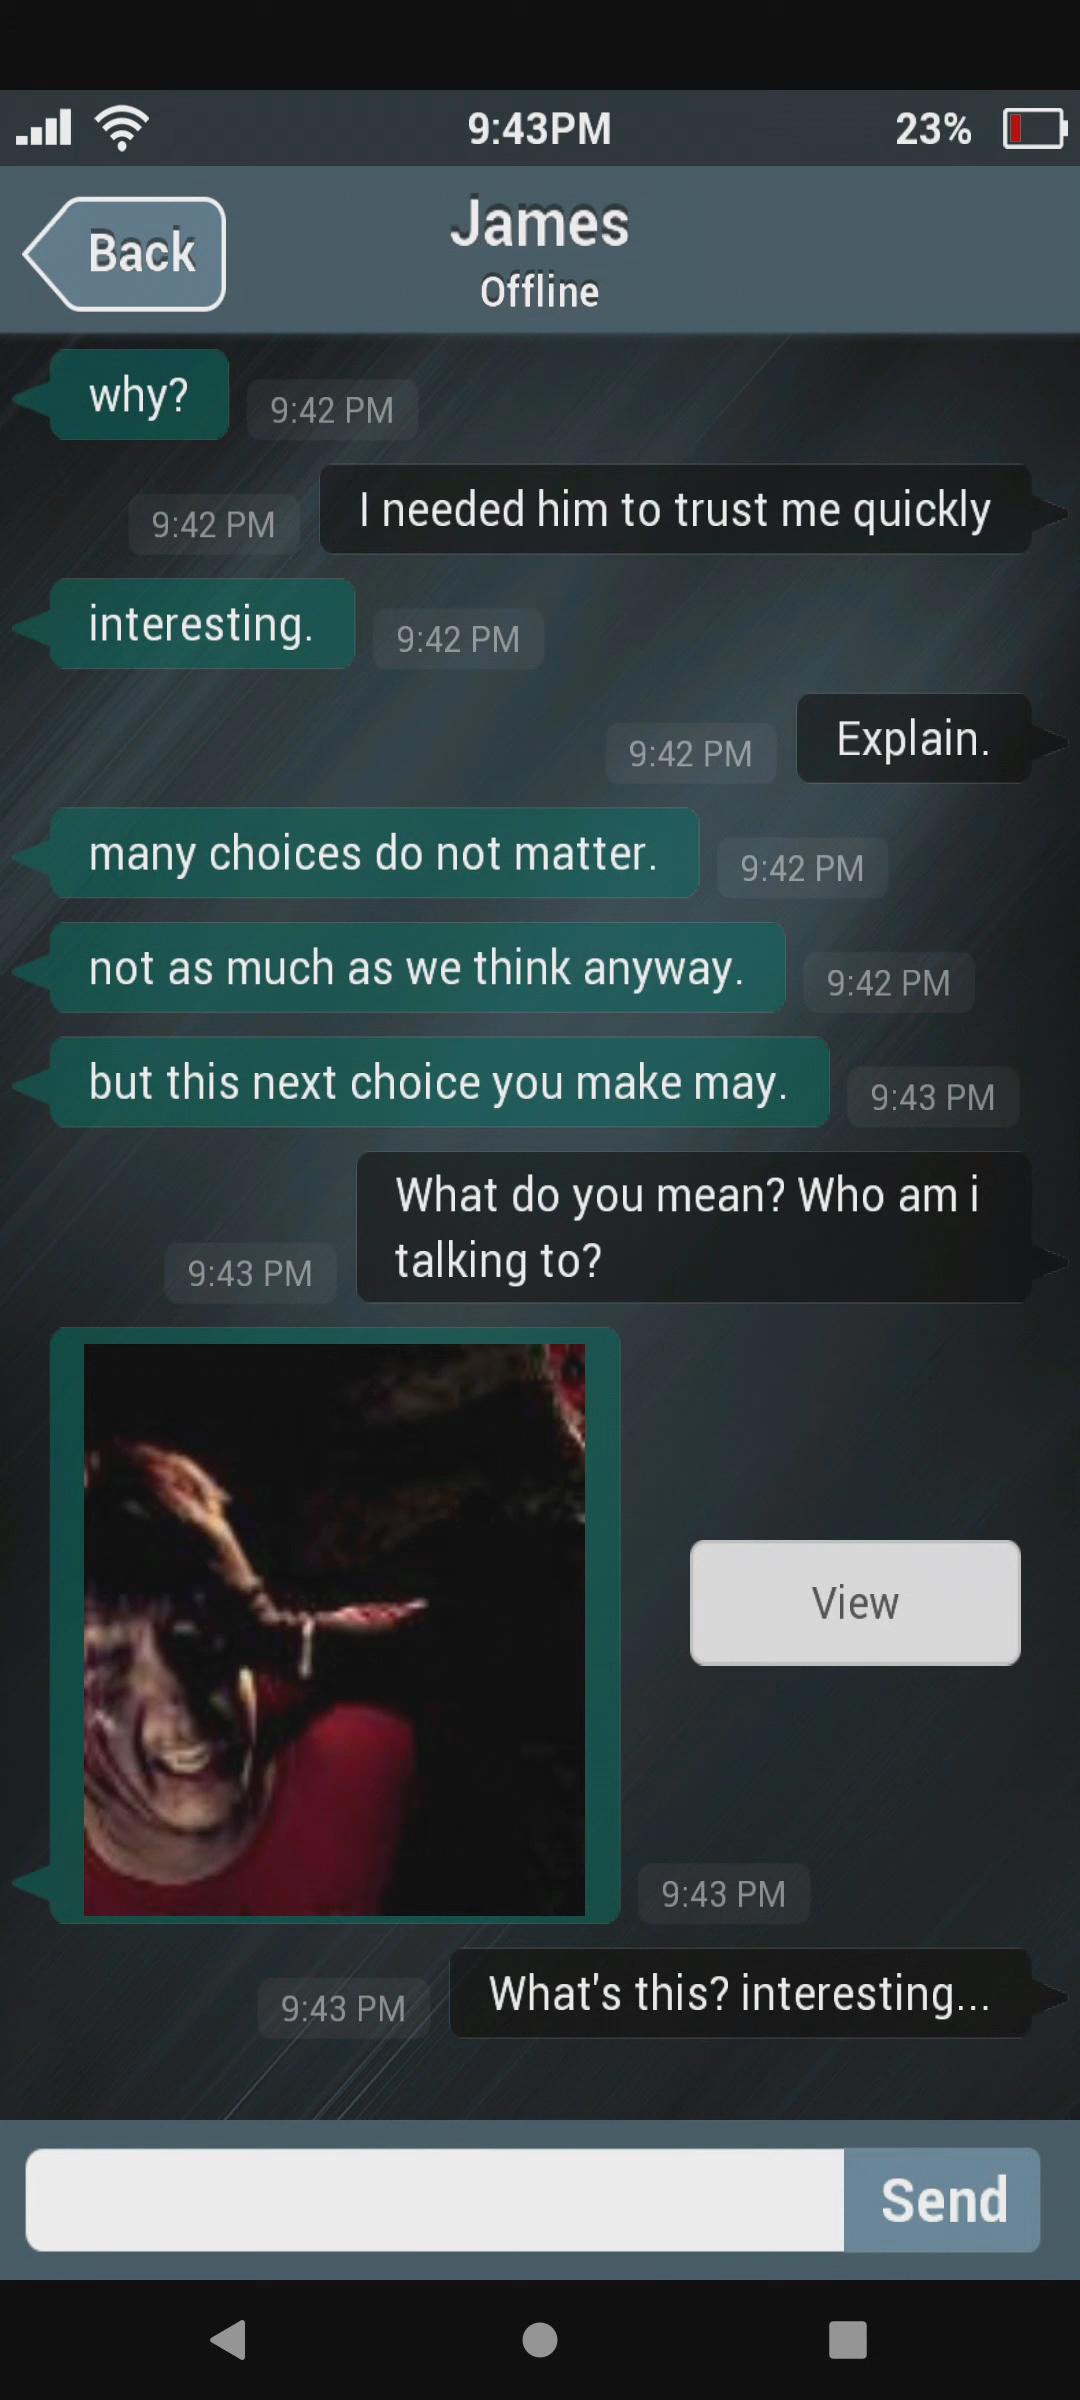 9:43PM
23%
Back
James
Offline
why?
9:42 PM
9:42 PM
I needed him to trust me quickly
interesting.
9:42 PM
9:42 PM
Explain.
many choices do not matter.
9:42 PM
not as much as we think anyway.
9:42 PM
but this next choice you make may.
9:43 PM
What do you mean? Who am i
talking to?
9:43 PM
View
9:43 PM
9:43 PM
What's this? interesting...
Send